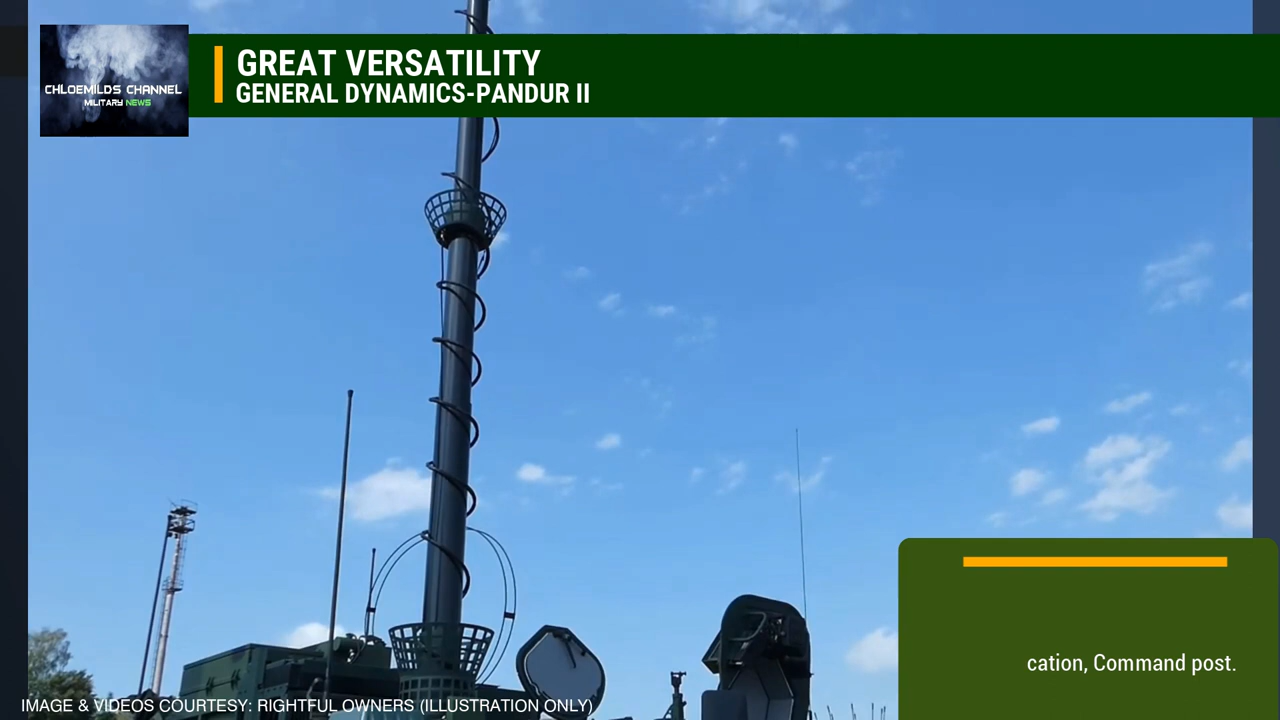 CHLOEMILDS CHANNEL
MILITARY NEWS
GREAT VERSATILITY
GENERAL DYNAMICS-PANDUR II
cation, Command post.
IMAGE & VIDEOS COURTESY: RIGHTFUL OWNERS (ILLUSTRATION ONLY)